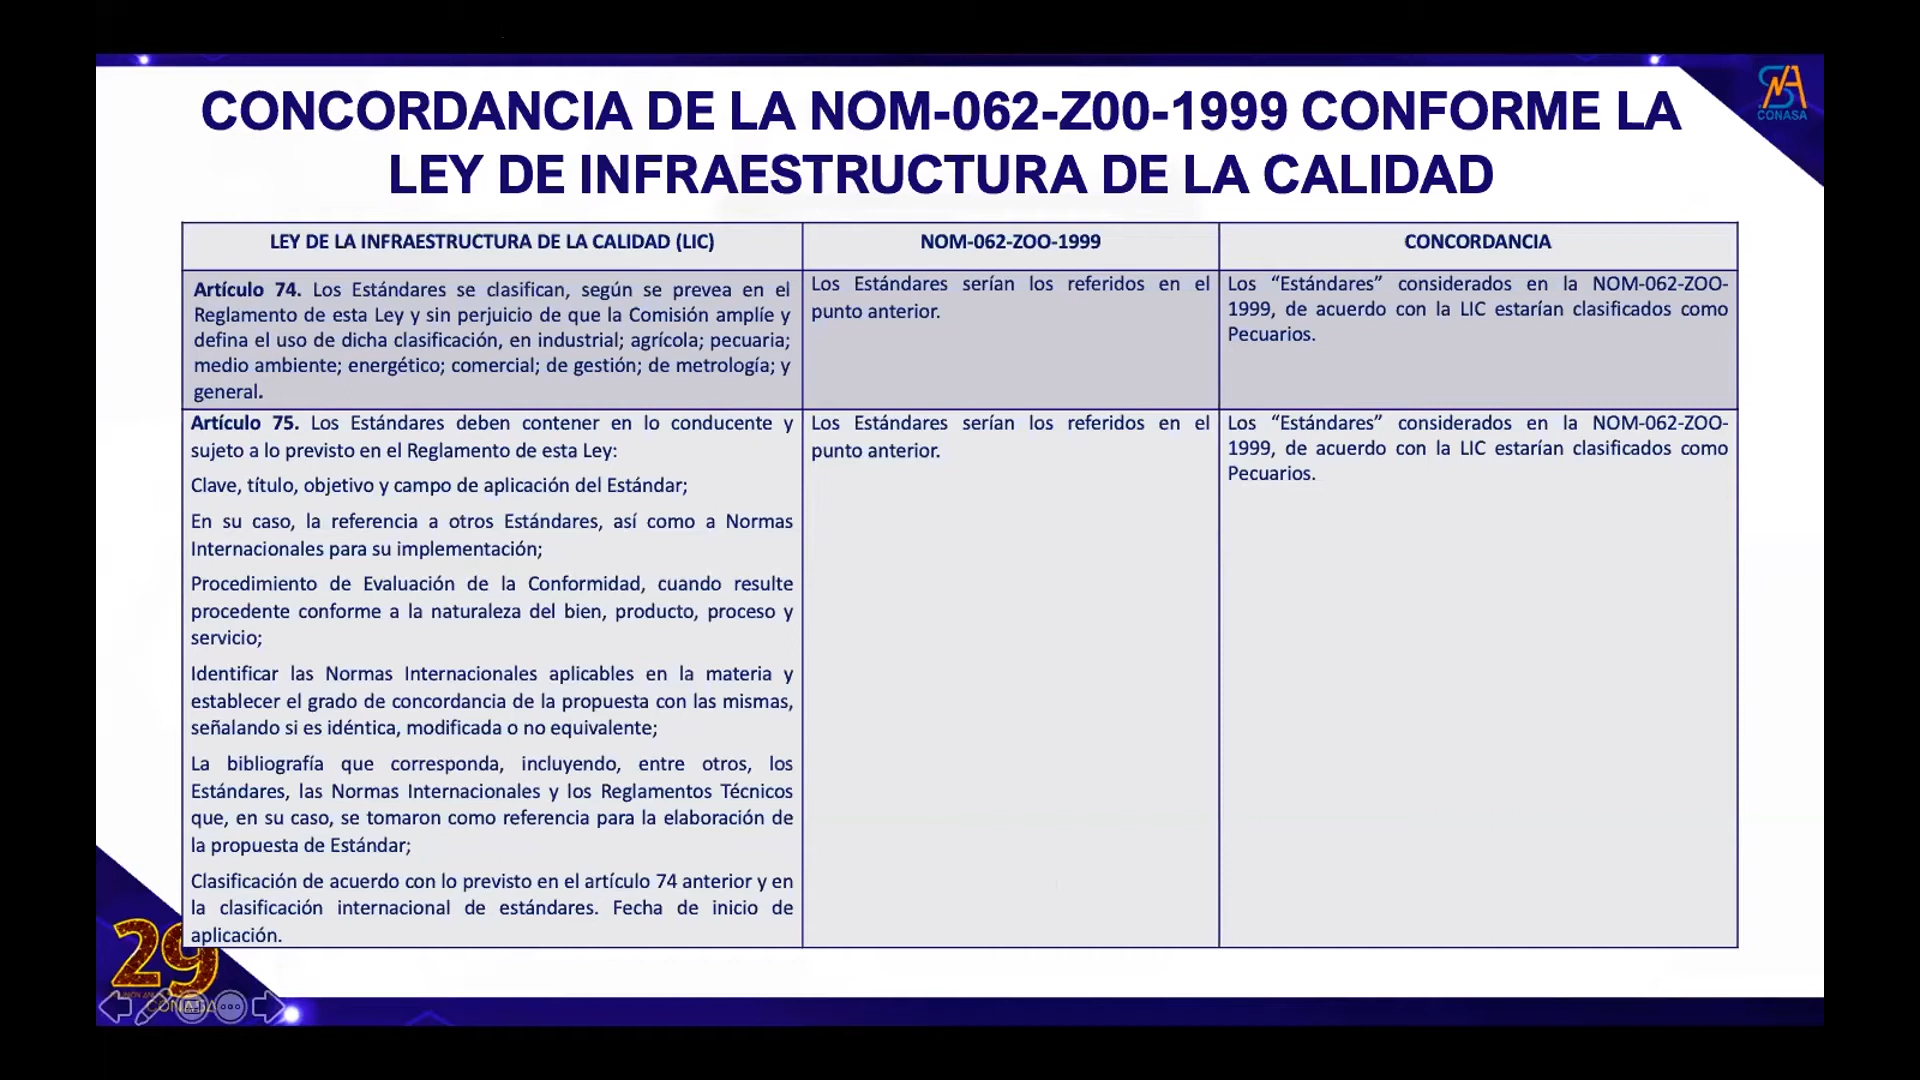 CONASA
CONCORDANCIA DE LA NOM-062-Z00-1999 CONFORME LA
LEY DE INFRAESTRUCTURA DE LA CALIDAD
LEY DE LA INFRAESTRUCTURA DE LA CALIDAD (LIC)
NOM-062-ZOO-1999
CONCORDANCIA
Artículo 74. Los Estándares se clasifican, según se prevea en el
Reglamento de esta Ley y sin perjuicio de que la Comisión amplíe y
defina el uso de dicha clasificación, en industrial; agrícola; pecuaria;
medio ambiente; energético; comercial; de gestión; de metrología; y
general.
Los Estándares serían los referidos en el
punto anterior.
Los “Estándares” considerados en la NOM-062-ZOO-
1999, de acuerdo con la LIC estarían clasificados como
Pecuarios.
Artículo 75. Los Estándares deben contener en lo conducente y
sujeto a lo previsto en el Reglamento de esta Ley:
Clave, título, objetivo y campo de aplicación del Estándar;
En su caso, la referencia a otros Estándares, así como a Normas
Internacionales para su implementación;
Procedimiento de Evaluación de la Conformidad, cuando resulte
procedente conforme a la naturaleza del bien, producto, proceso y
servicio;
Identificar las Normas Internacionales aplicables en la materia y
establecer el grado de concordancia de la propuesta con las mismas,
señalando si es idéntica, modificada o no equivalente;
La bibliografía que corresponda, incluyendo, entre otros, los
Estándares, las Normas Internacionales y los Reglamentos Técnicos
que, en su caso, se tomaron como referencia para la elaboración de
la propuesta de Estándar;
Clasificación de acuerdo con lo previsto en el artículo 74 anterior y en
la clasificación internacional de estándares. Fecha de inicio de
aplicación.
Los Estándares serían los referidos en el
punto anterior.
Los “Estándares” considerados en la NOM-062-ZOO-
1999, de acuerdo con la LIC estarían clasificados como
Pecuarios.
29
CONASA